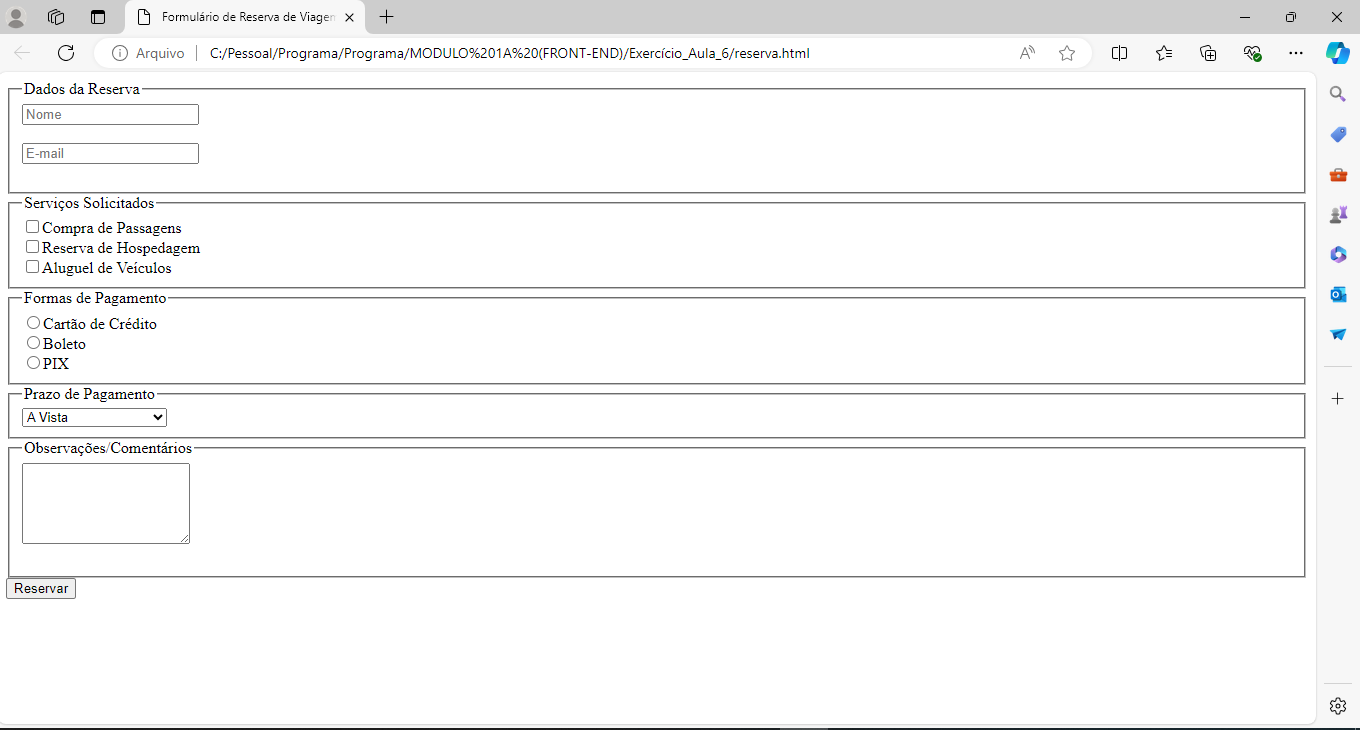 Formulário de Reserva de Viagen
Arquivo
C:/Pessoal/Programa/Programa/MODULO%201A%20(FRONT-END)/Exercício_Aula_6/reserva.html
Dados da Reserva
Nome
E-mail
Serviços Solicitados
Compra de Passagens
Reserva de Hospedagem
Aluguel de Veículos
Formas de Pagamento
Cartão de Crédito
Boleto
PIX
Prazo de Pagamento
A Vista
Observações/Comentários
Reservar